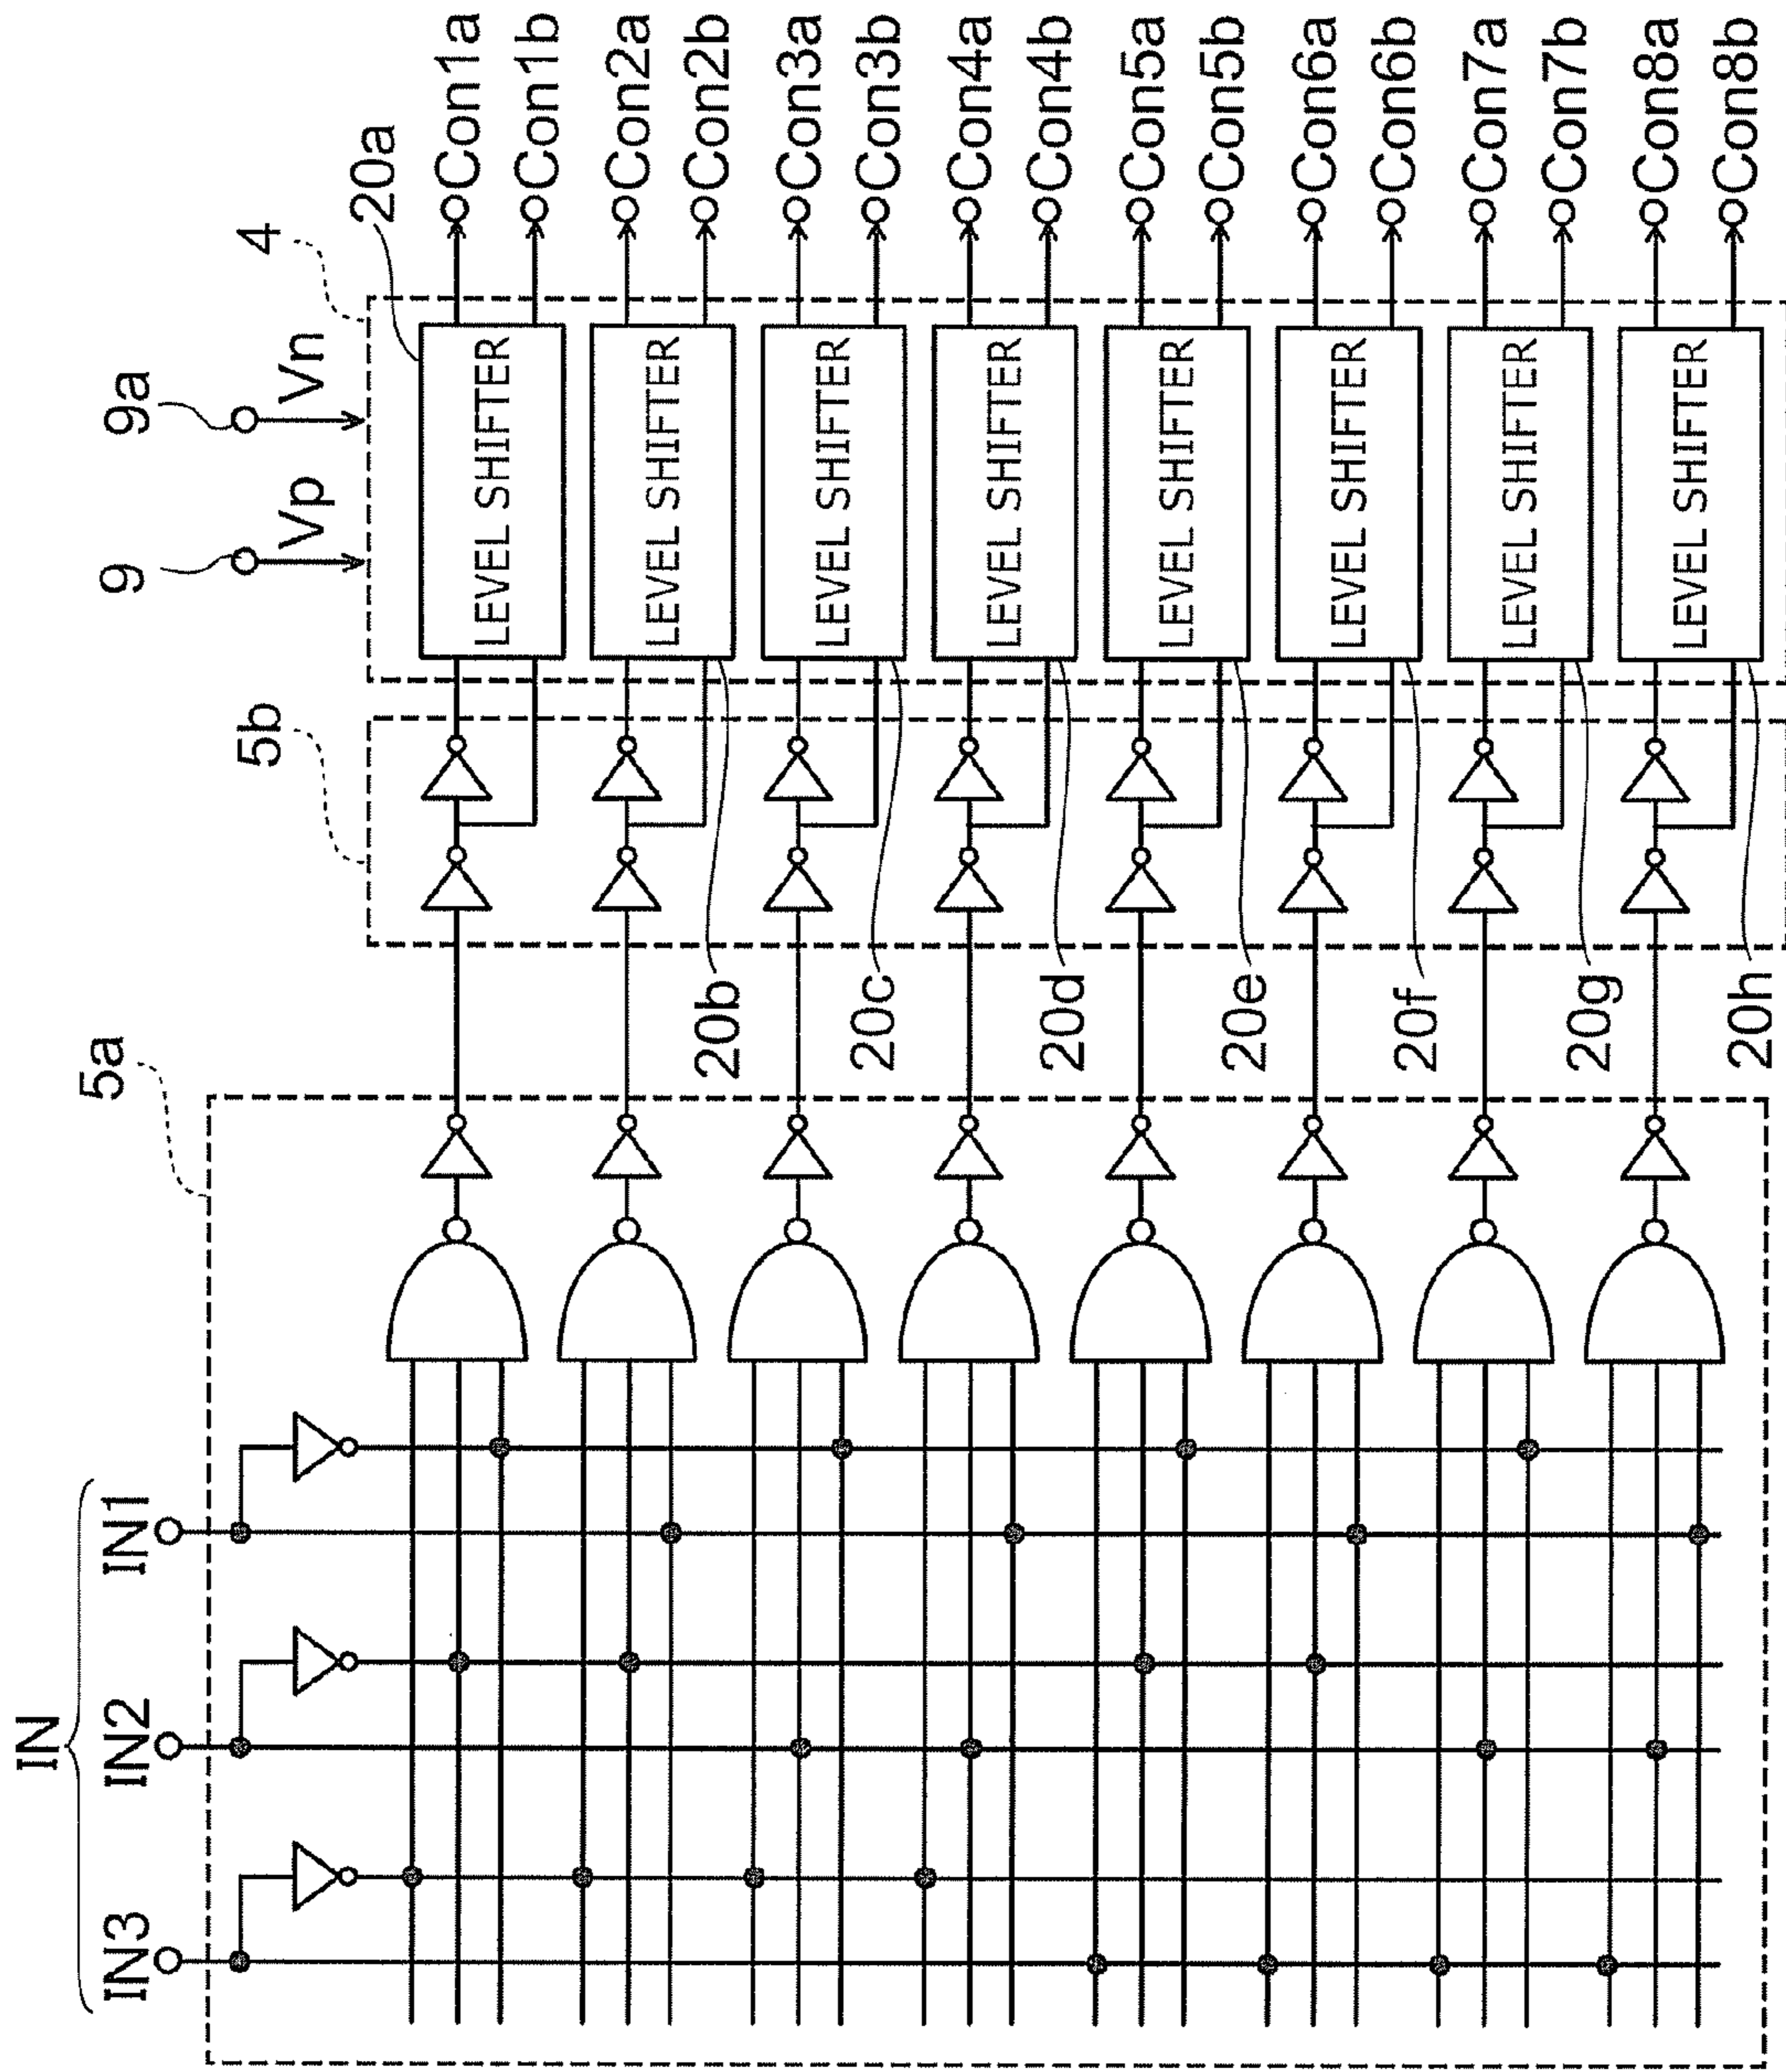 IN
IN3
IN2
IN1
5a
5b
9
Vp
9a
Vn
4
20a
LEVEL SHIFTER
Con1a
Con1b
20b
LEVEL SHIFTER
Con2a
Con2b
20c
LEVEL SHIFTER
Con3a
Con3b
20d
LEVEL SHIFTER
Con4a
Con4b
20e
LEVEL SHIFTER
Con5a
Con5b
20f
LEVEL SHIFTER
Con6a
Con6b
20g
LEVEL SHIFTER
Con7a
Con7b
20h
LEVEL SHIFTER
Con8a
Con8b